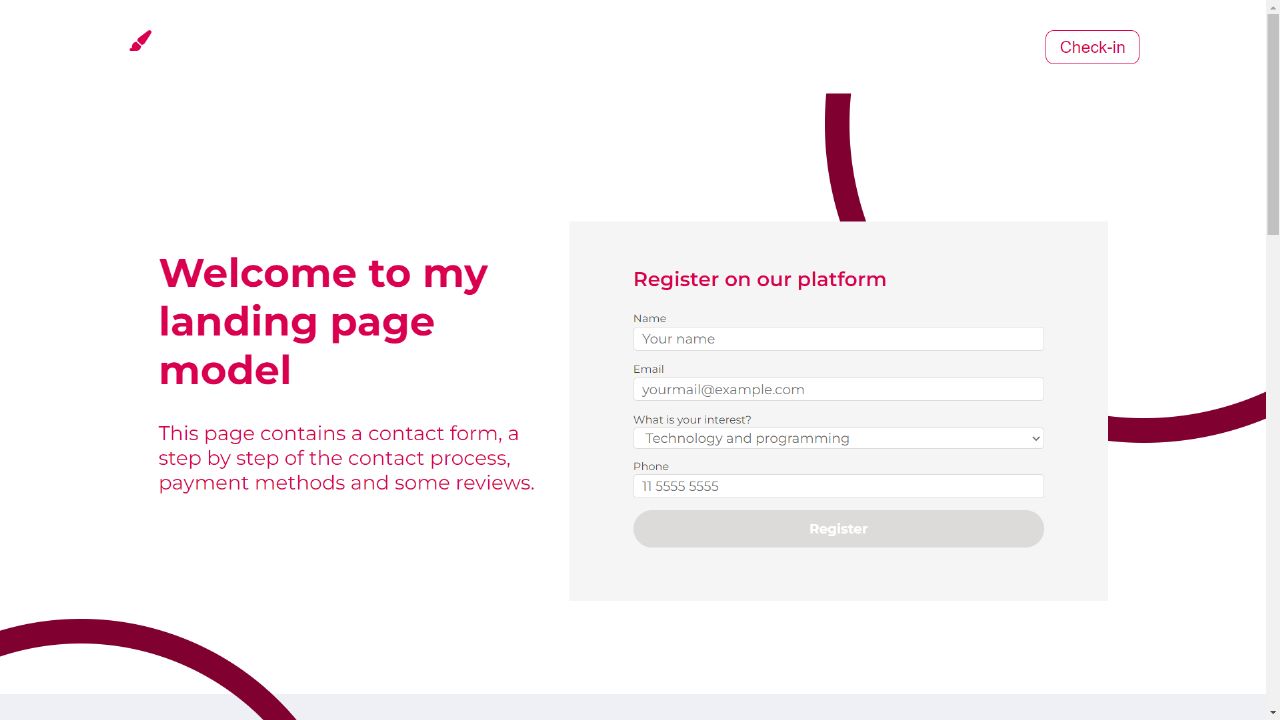 Check-in
Welcome to my
landing page
model
This page contains a contact form, a
step by step of the contact process,
payment methods and some reviews.
Register on our platform
Name
Your name
Email
yourmail@example.com
What is your interest?
Technology and programming
Phone
11 5555 5555
Register